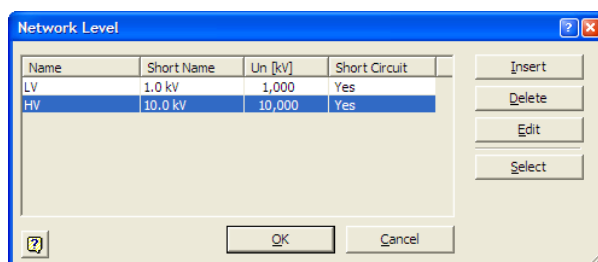 Network Level
Name Short Name Un [kV] Short Circuit
LV 1.0 kV 1,000 Yes
HV 10.0 kV 10,000 Yes
Insert
Delete
Edit
Select
OK Cancel